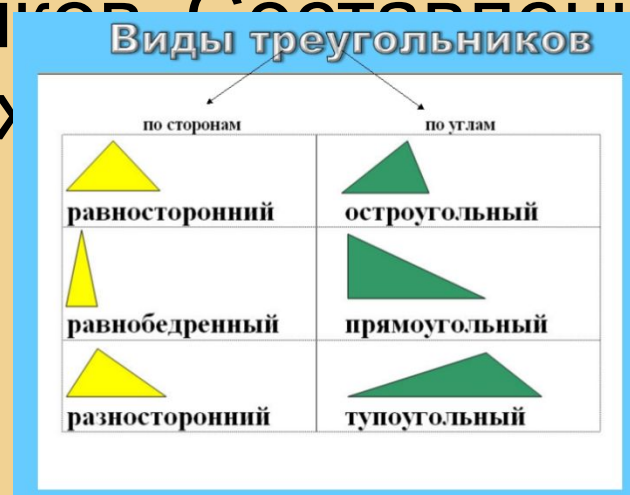 Виды треугольников
по сторонам
по углам
равносторонний
остроугольный
равнобедренный
прямоугольный
разносторонний
тупоугольный